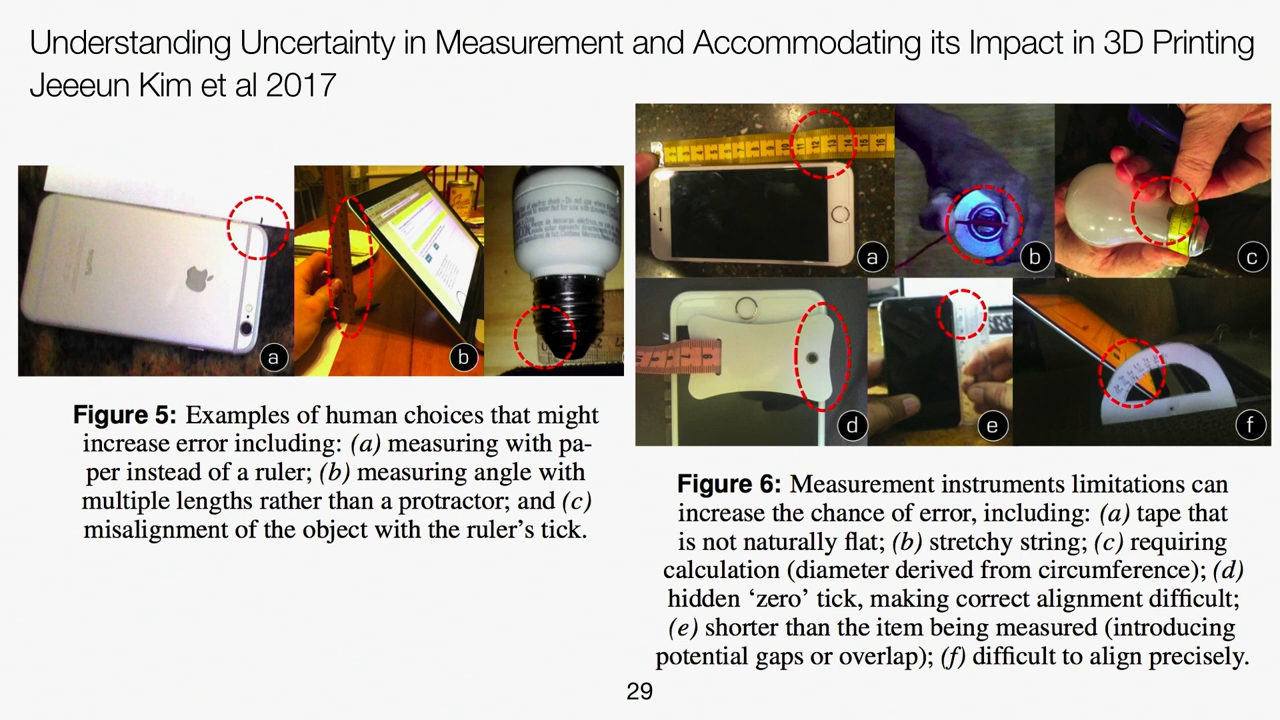 Understanding Uncertainty in Measurement and Accommodating its Impact in 3D Printing
Jeeeun Kim et al 2017
a
b
Figure 5: Examples of human choices that might
increase error including: (a) measuring with pa-
per instead of a ruler; (b) measuring angle with
multiple lengths rather than a protractor; and (c)
misalignment of the object with the ruler's tick.
a
b
c
d
e
f
Figure 6: Measurement instruments limitations can
increase the chance of error, including: (a) tape that
is not naturally flat; (b) stretchy string; (c) requiring
calculation (diameter derived from circumference); (d)
hidden 'zero' tick, making correct alignment difficult;
(e) shorter than the item being measured (introducing
potential gaps or overlap); (f) difficult to align precisely.
29